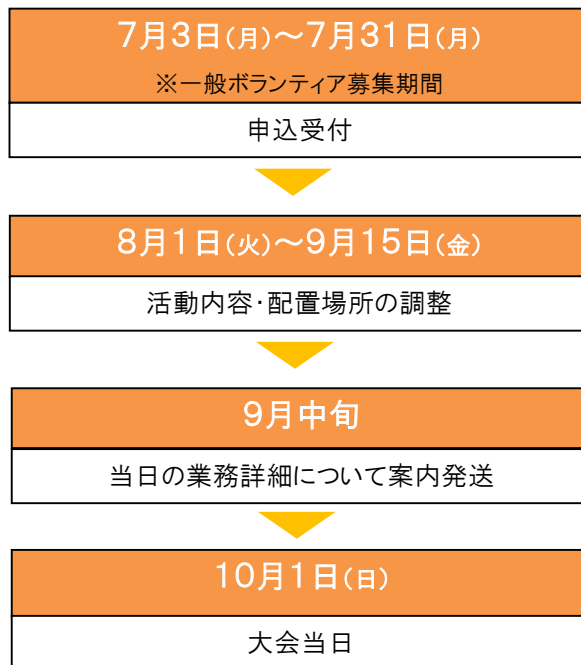 7月3日(月)～7月31日(月)
※一般ボランティア募集期間
申込受付
8月1日(火)～9月15日(金)
活動内容・配置場所の調整
9月中旬
当日の業務詳細について案内発送
10月1日(日)
大会当日